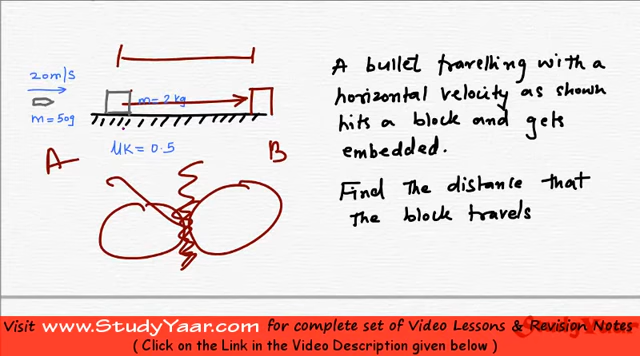 20m/s
m=50g
m=2kg
μK=0.5
A
B
A bullet travelling with a
horizontal velocity as shown
hits a block and gets
embedded.
Find the distance that
the block travels
StudyYaar
Visit www.StudyYaar.com for complete set of Video Lessons & Revision Notes
( Click on the Link in the Video Description given below )